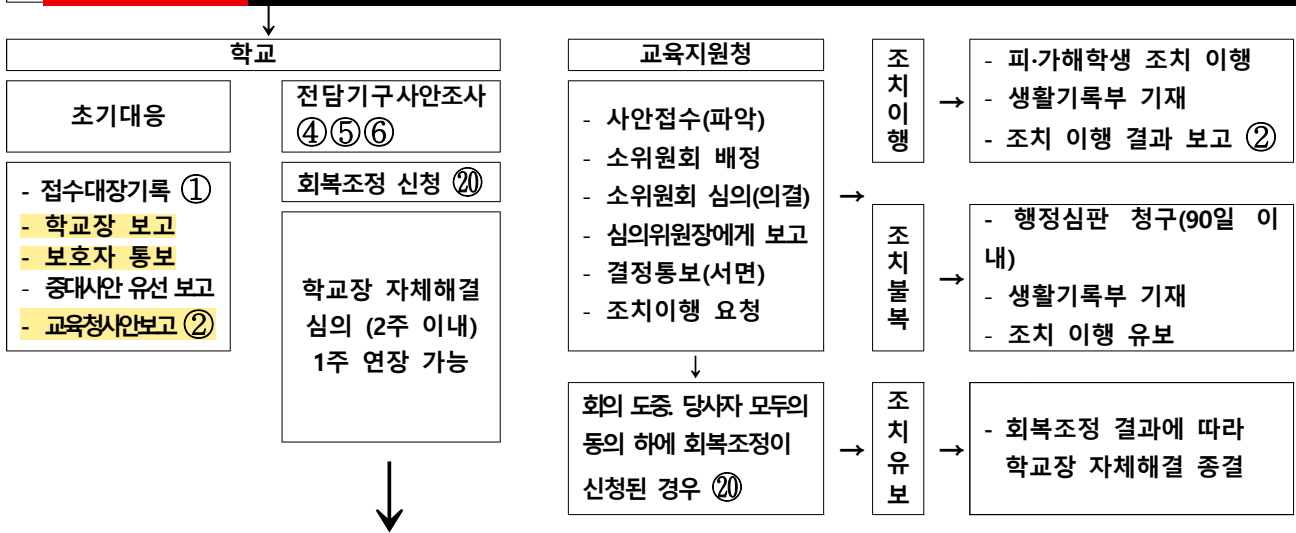 학교
초기대응
- 접수대장기록 ①
- 학교장 보고
- 보호자 통보
- 중대사안 유선 보고
- 교육청사안보고 ②
전담기구사안조사
④⑤⑥
회복조정 신청 ⑳
학교장 자체해결
심의 (2주 이내)
1주 연장 가능
교육지원청
- 사안접수(파악)
- 소위원회 배정
- 소위원회 심의(의결)
- 심의위원장에게 보고
- 결정통보(서면)
- 조치이행 요청
회의 도중. 당사자 모두의
동의 하에 회복조정이
신청된 경우 ⑳
조
치
이
행
- 피·가해학생 조치 이행
- 생활기록부 기재
- 조치 이행 결과 보고 ②
조
치
불
복
- 행정심판 청구(90일 이
내)
- 생활기록부 기재
- 조치 이행 유보
조
치
유
보
- 회복조정 결과에 따라
학교장 자체해결 종결